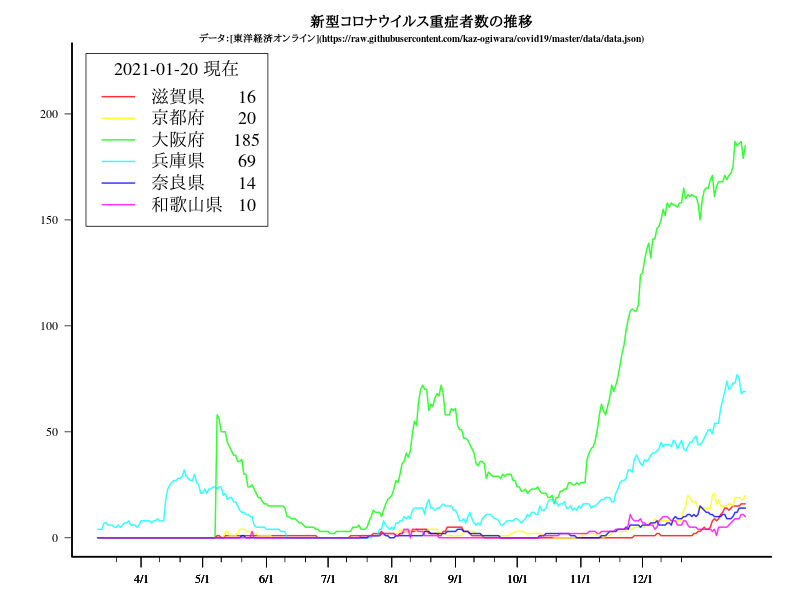 新型コロナウイルス重症者数の推移
データ：[東洋経済オンライン](https://raw.githubusercontent.com/kaz-ogiwara/covid19/master/data/data.json)
2021-01-20 現在
滋賀県 16
京都府 20
大阪府 185
兵庫県 69
奈良県 14
和歌山県 10
200
150
100
50
0
4/1 5/1 6/1 7/1 8/1 9/1 10/1 11/1 12/1